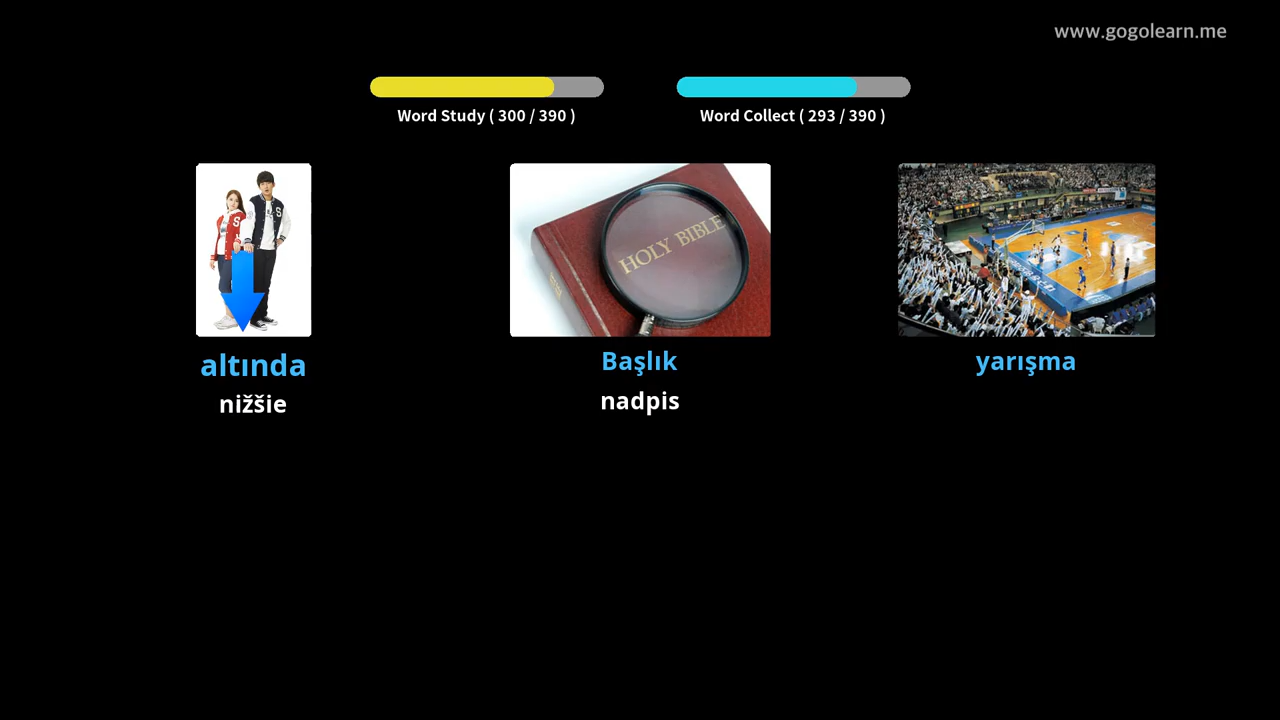 www.gogolearn.me
Word Study ( 300 / 390 )
Word Collect ( 293 / 390 )
S
S
HOLY BIBLE
altında
Başlık
yarışma
nižšie
nadpis